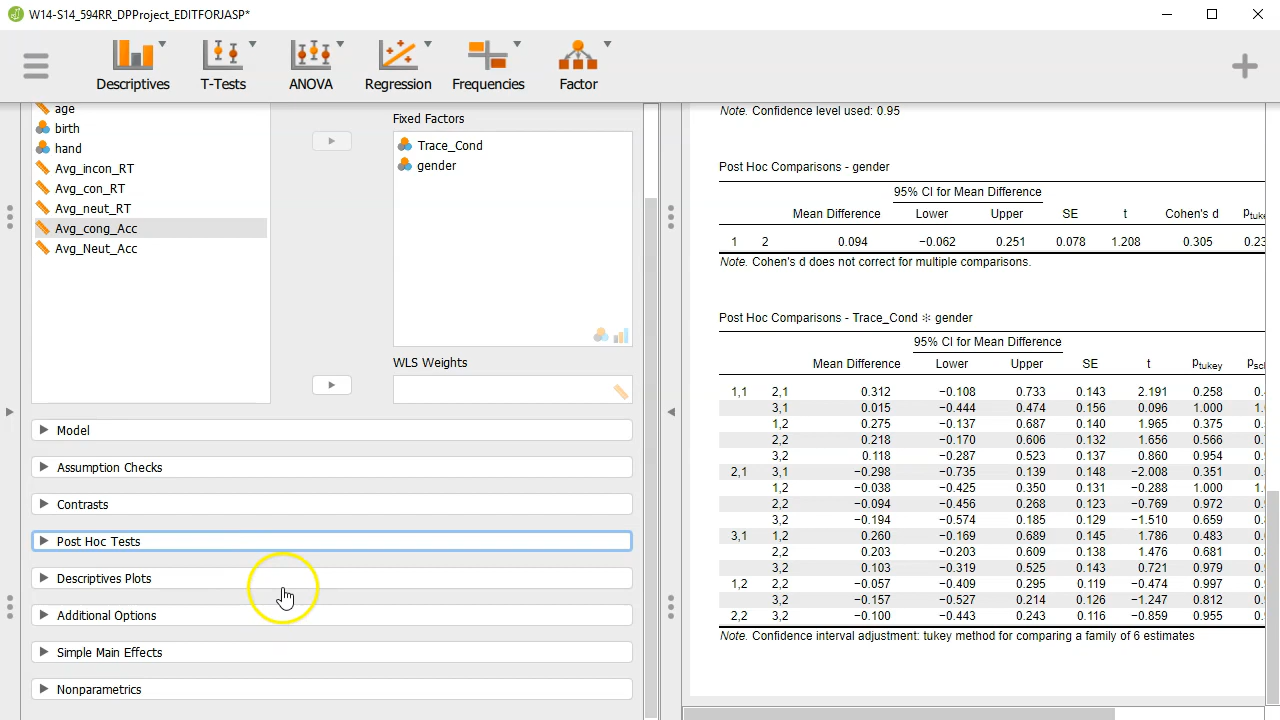 W14-S14_594RR_DPProject_EDITFORJASP*
Descriptives T-Tests ANOVA Regression Frequencies Factor
age
birth
hand
Avg_incon_RT
Avg_con_RT
Avg_neut_RT
Avg_cong_Acc
Avg_Neut_Acc
Fixed Factors
Trace_Cond
gender
WLS Weights
Model
Assumption Checks
Contrasts
Post Hoc Tests
Descriptives Plots
Additional Options
Simple Main Effects
Nonparametrics
Note. Confidence level used: 0.95
Post Hoc Comparisons - gender
95% CI for Mean Difference
Mean Difference Lower Upper SE t Cohen's d
1 2 0.094 −0.062 0.251 0.078 1.208 0.305
Note. Cohen's d does not correct for multiple comparisons.
Post Hoc Comparisons - Trace_Cond ✻ gender
95% CI for Mean Difference
Mean Difference Lower Upper SE t ptukey
1,1 2,1 0.312 −0.108 0.733 0.143 2.191 0.258
3,1 0.015 −0.444 0.474 0.156 0.096 1.000
1,2 0.275 −0.137 0.687 0.140 1.965 0.375
2,2 0.218 −0.170 0.606 0.132 1.656 0.566
3,2 0.118 −0.287 0.523 0.137 0.860 0.954
2,1 3,1 −0.298 −0.735 0.139 0.148 −2.008 0.351
1,2 −0.038 −0.425 0.350 0.131 −0.288 1.000
2,2 −0.094 −0.456 0.268 0.123 −0.769 0.972
3,2 −0.194 −0.574 0.185 0.129 −1.510 0.659
3,1 1,2 0.260 −0.169 0.689 0.145 1.786 0.483
2,2 0.203 −0.202 0.609 0.138 1.476 0.681
3,2 0.103 −0.319 0.525 0.143 0.721 0.979
1,2 2,2 −0.057 −0.409 0.295 0.119 −0.474 0.997
3,2 −0.157 −0.527 0.214 0.126 −1.247 0.812
2,2 3,2 −0.100 −0.443 0.243 0.116 −0.859 0.955
Note. Confidence interval adjustment: tukey method for comparing a family of 6 estimates